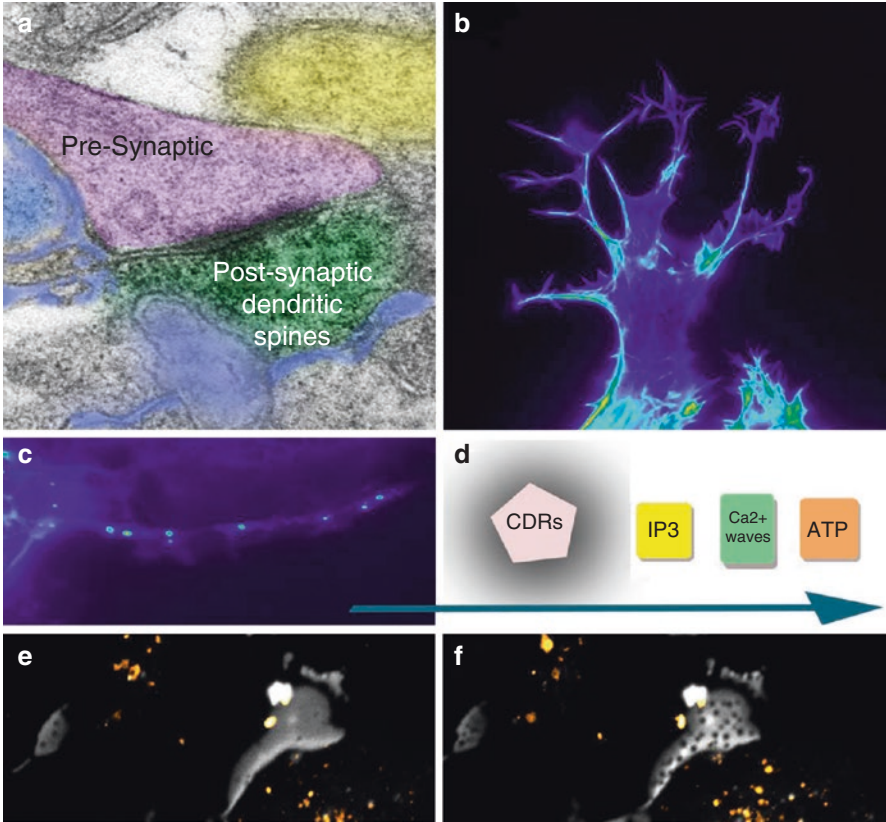 a
Pre-Synaptic
Post-synaptic
dendritic
spines
b
c
d
CDRs
IP3
Ca2+
waves
ATP
e
f